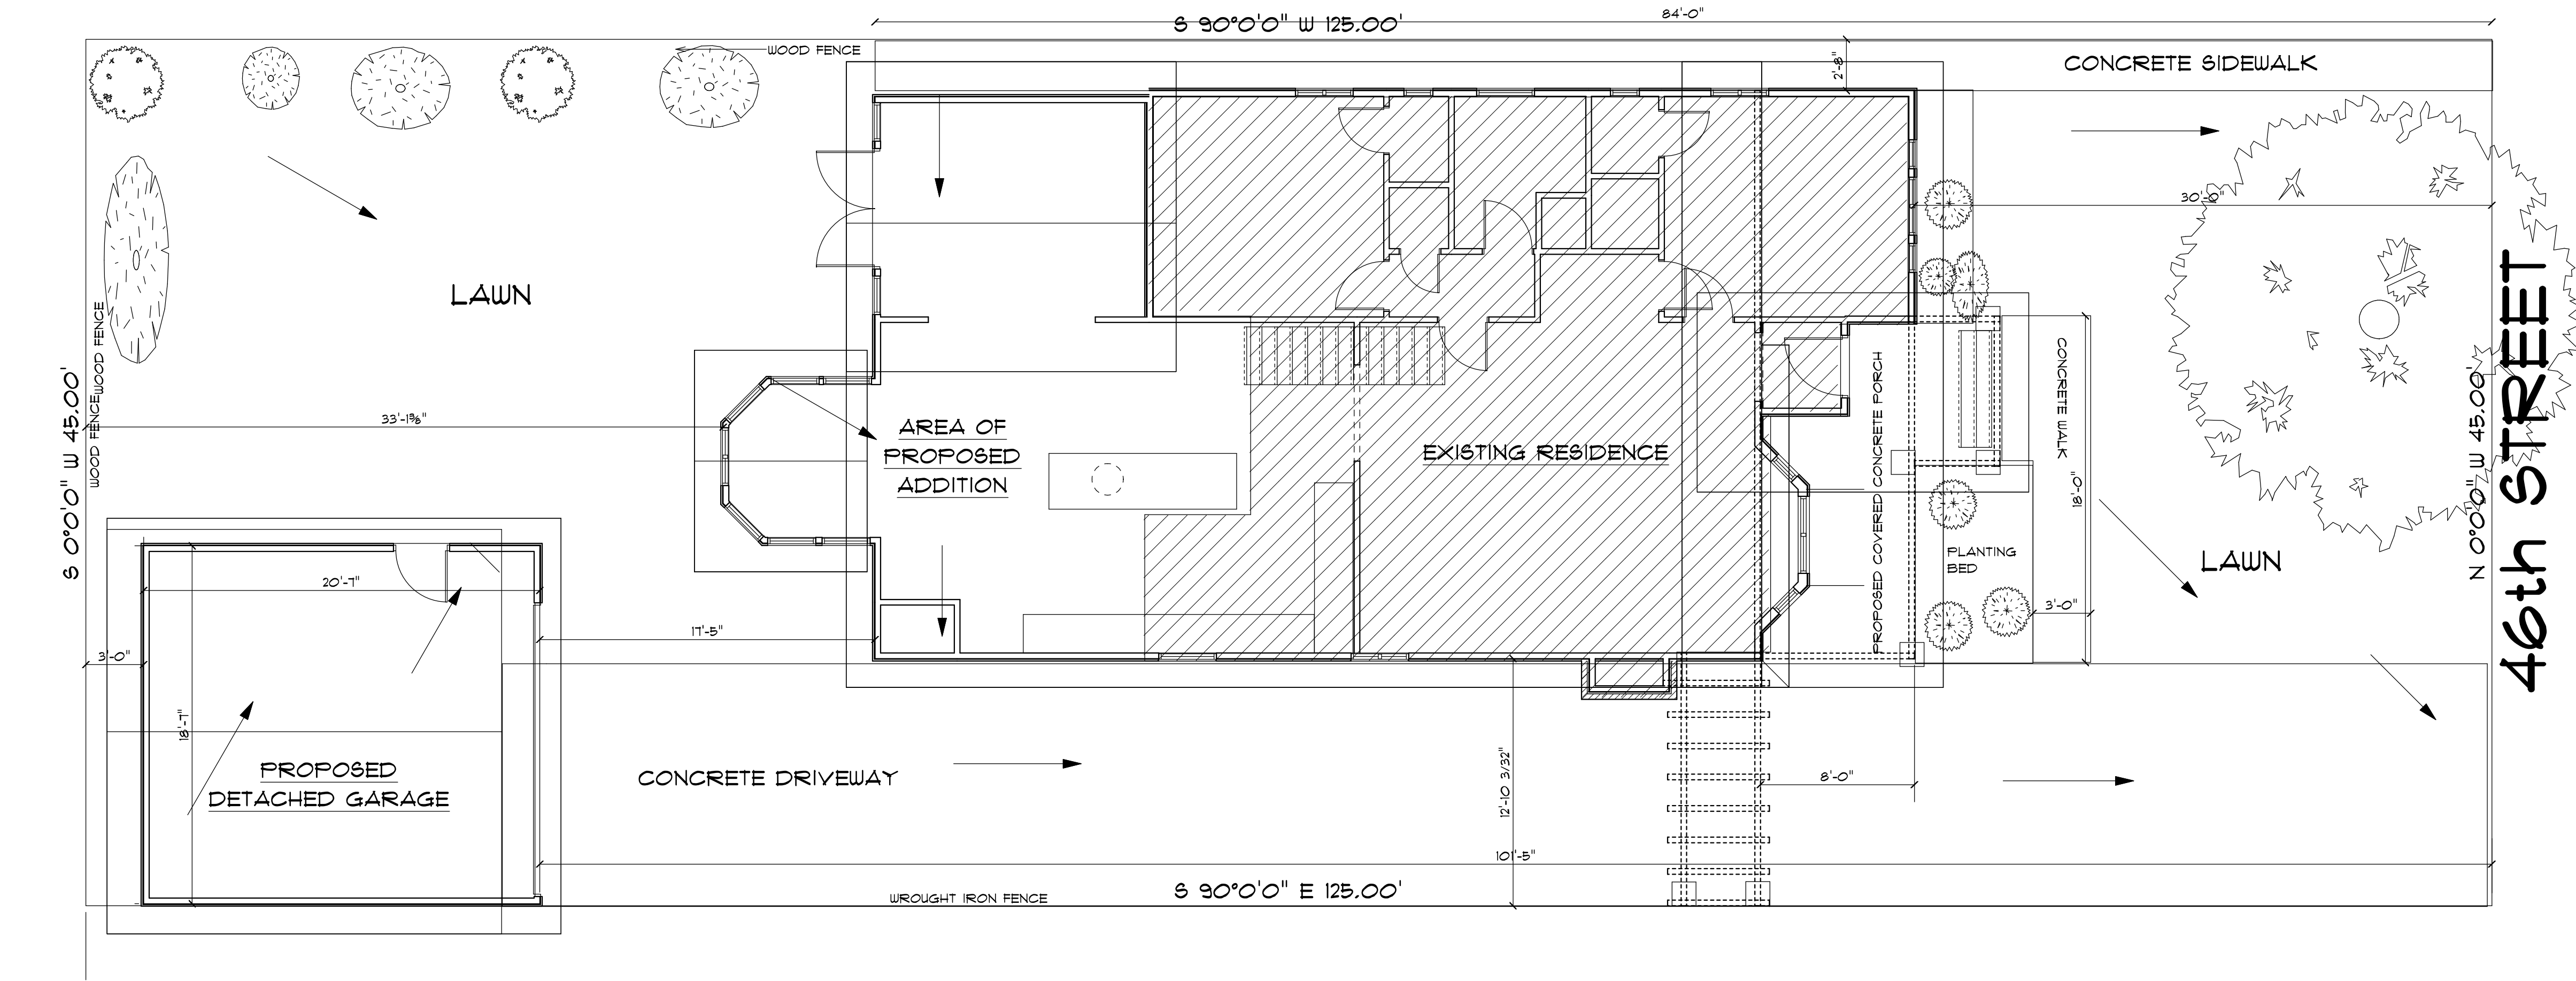 84'-0"
S 90°0'0" W 125.00'
WOOD FENCE
2'-8"
CONCRETE SIDEWALK
30'-0"
LAWN
WOOD FENCE
WOOD FENCE
S 0°0'0" W 45.00'
33'-1⅝"
AREA OF
PROPOSED
ADDITION
EXISTING RESIDENCE
PROPOSED COVERED CONCRETE PORCH
CONCRETE WALK
18'-0"
PLANTING
BED
3'-0"
LAWN
N 0°0'0" W 45.00'
46th STREET
20'-7"
17'-5"
3'-0"
18'-7"
PROPOSED
DETACHED GARAGE
CONCRETE DRIVEWAY
12'-10 3/32"
8'-0"
101'-5"
WROUGHT IRON FENCE
S 90°0'0" E 125.00'